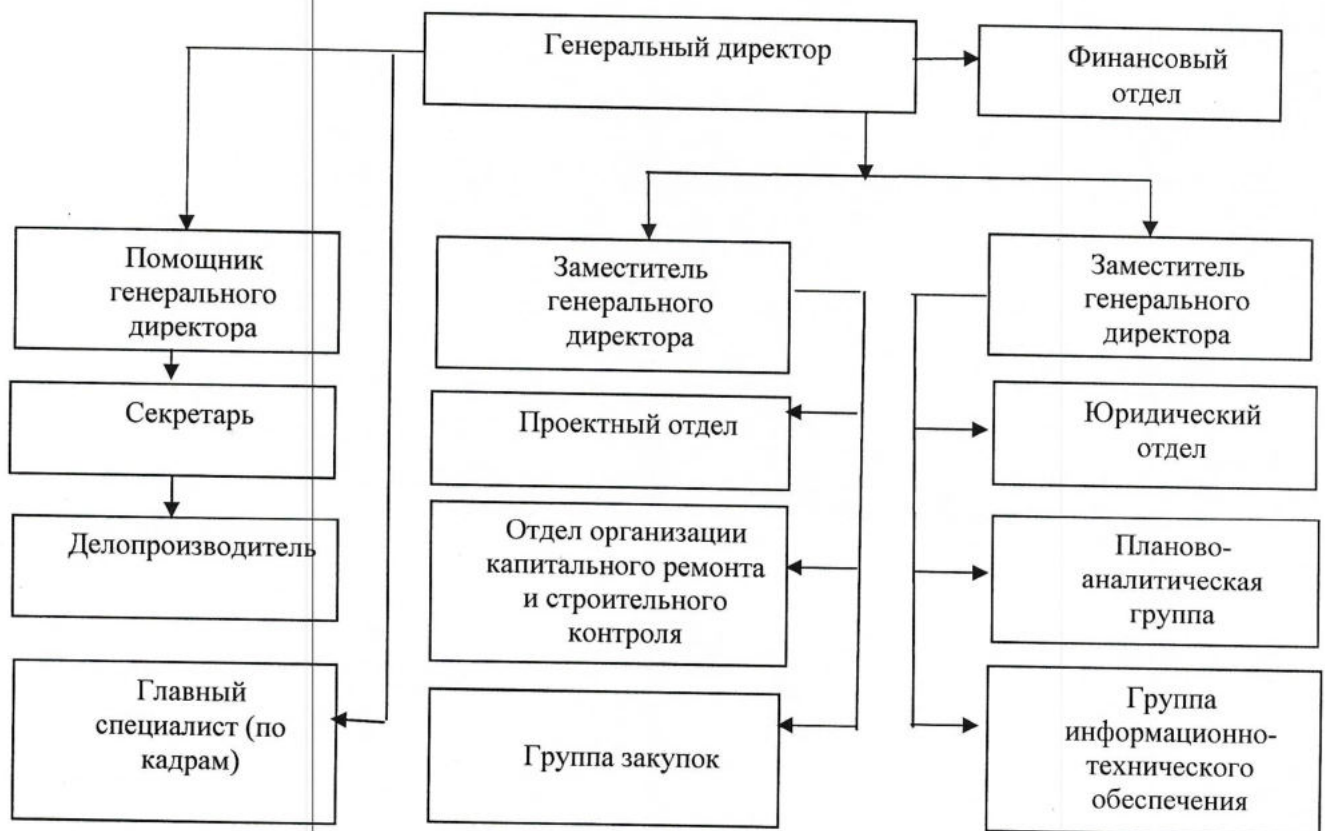 Генеральный директор
Финансовый
отдел
Помощник
генерального
директора
Заместитель
генерального
директора
Заместитель
генерального
директора
Секретарь
Проектный отдел
Юридический
отдел
Делопроизводитель
Отдел организации
капитального ремонта
и строительного
контроля
Планово-
аналитическая
группа
Главный
специалист (по
кадрам)
Группа закупок
Группа
информационно-
технического
обеспечения